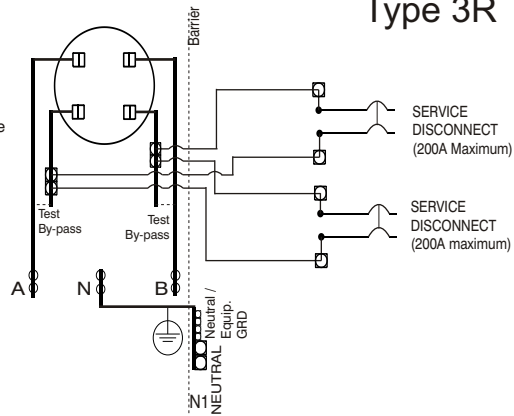 Type 3R
Barrier
e
SERVICE
DISCONNECT
(200A Maximum)
Test
By-pass
Test
By-pass
SERVICE
DISCONNECT
(200A maximum)
A
N
B
Neutral /
Equip.
GRD
NEUTRAL
N1